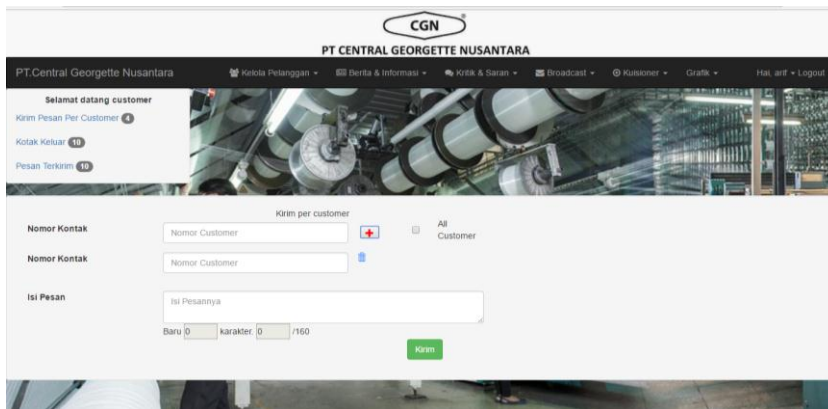 CGN
PT CENTRAL GEORGETTE NUSANTARA
PT.Central Georgette Nusantara Kelola Pelanggan Berita & Informasi Kritik & Saran Broadcast Kuisioner Grafik Hai, arif Logout
Selamat datang customer
Kirim Pesan Per Customer 4
Kotak Keluar 10
Pesan Terkirim 10
Kirim per customer
Nomor Kontak Nomor Customer All Customer
Nomor Kontak Nomor Customer
Isi Pesan Isi Pesannya
Baru 0 karakter. 0 /160
Kirim